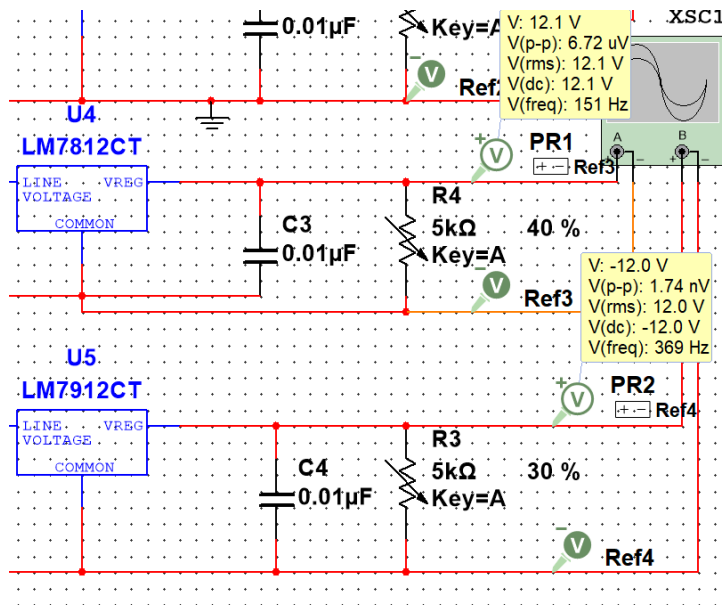 0.01µF
Key=A
Ref2
V: 12.1 V
V(p-p): 6.72 uV
V(rms): 12.1 V
V(dc): 12.1 V
V(freq): 151 Hz
XSC1
A
B
+
-
+
-
U4
LM7812CT
LINE VREG
VOLTAGE
COMMON
C3
0.01µF
R4
5kΩ 40 %
Key=A
PR1
+ - Ref3
Ref3
V
V
V
V: -12.0 V
V(p-p): 1.74 nV
V(rms): 12.0 V
V(dc): -12.0 V
V(freq): 369 Hz
U5
LM7912CT
LINE VREG
VOLTAGE
COMMON
C4
0.01µF
R3
5kΩ 30 %
Key=A
PR2
+ - Ref4
V
V
Ref4